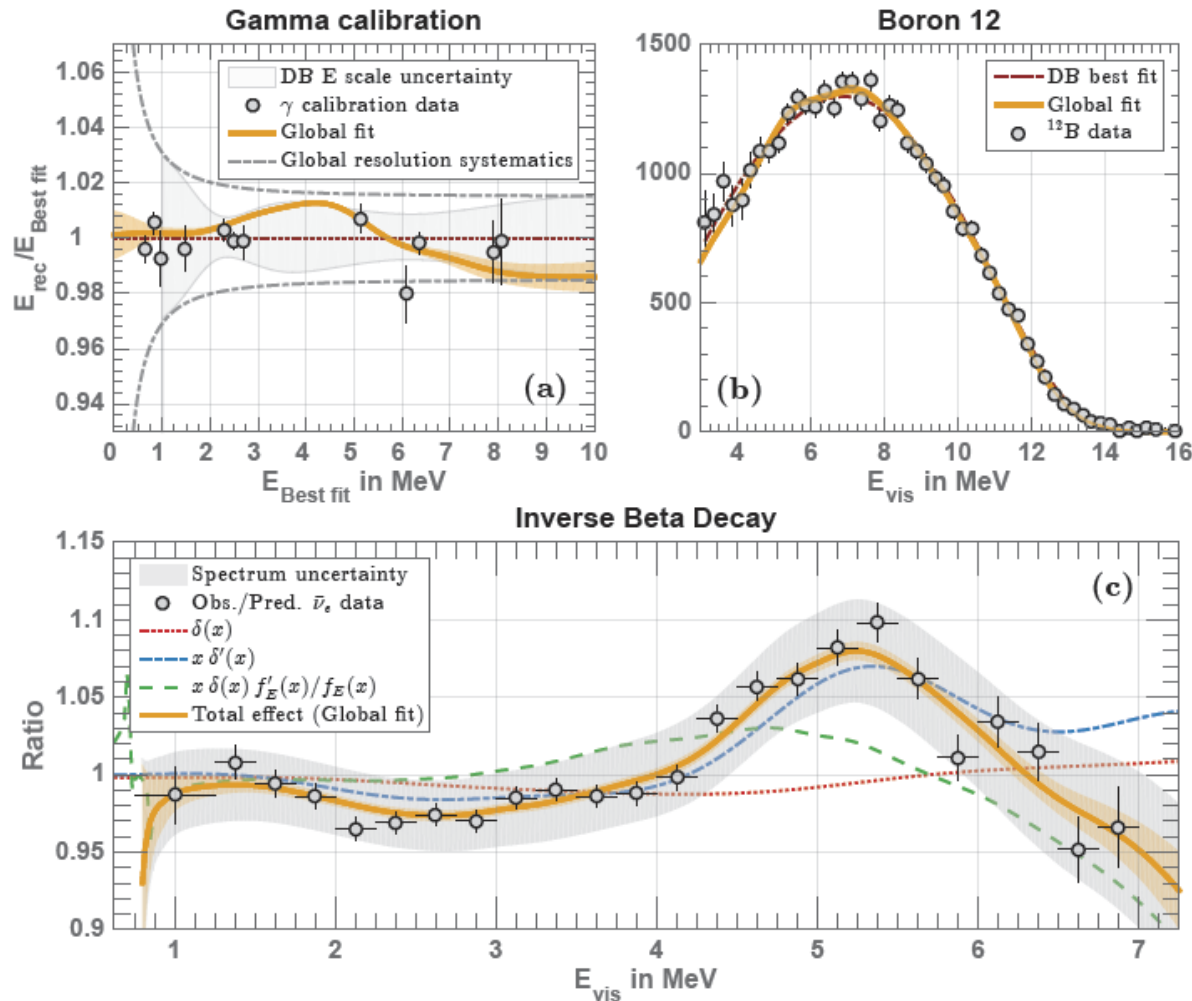 Gamma calibration
1.06
1.04
1.02
1
0.98
0.96
0.94
E_rec/E_Best fit
DB E scale uncertainty
γ calibration data
Global fit
Global resolution systematics
(a)
0 1 2 3 4 5 6 7 8 9 10
E_Best fit in MeV
Boron 12
1500
1000
500
0
DB best fit
Global fit
¹²B data
(b)
4 6 8 10 12 14 16
E_vis in MeV
Inverse Beta Decay
1.15
1.1
1.05
1
0.95
0.9
Ratio
Spectrum uncertainty
Obs./Pred. ν̄_e data
δ(x)
x δ′(x)
x δ(x) f′_E(x)/f_E(x)
Total effect (Global fit)
(c)
1 2 3 4 5 6 7
E_vis in MeV